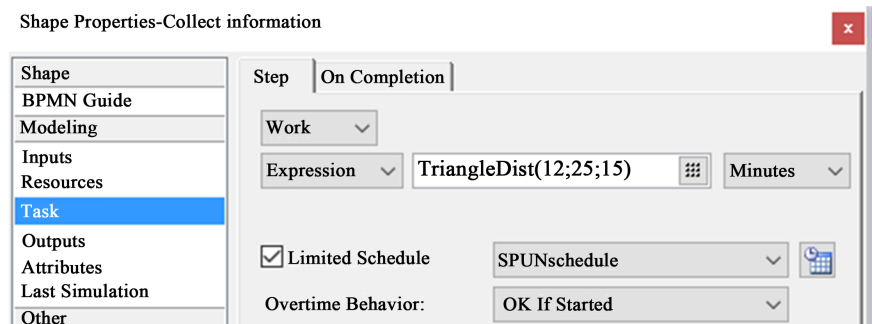 Shape Properties-Collect information
x
Shape
BPMN Guide
Modeling
Inputs
Resources
Task
Outputs
Attributes
Last Simulation
Other
Step On Completion
Work
Expression TriangleDist(12;25;15) Minutes
Limited Schedule SPUNschedule
Overtime Behavior: OK If Started